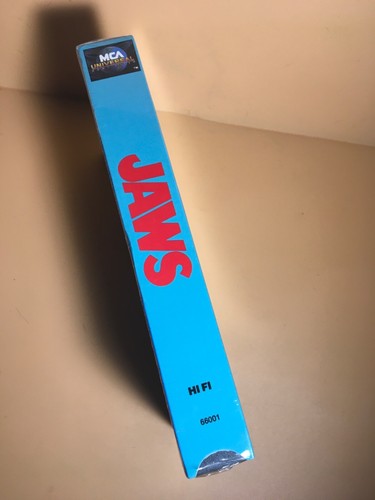 MCA
UNIVERSAL
JAWS
HI FI
66001